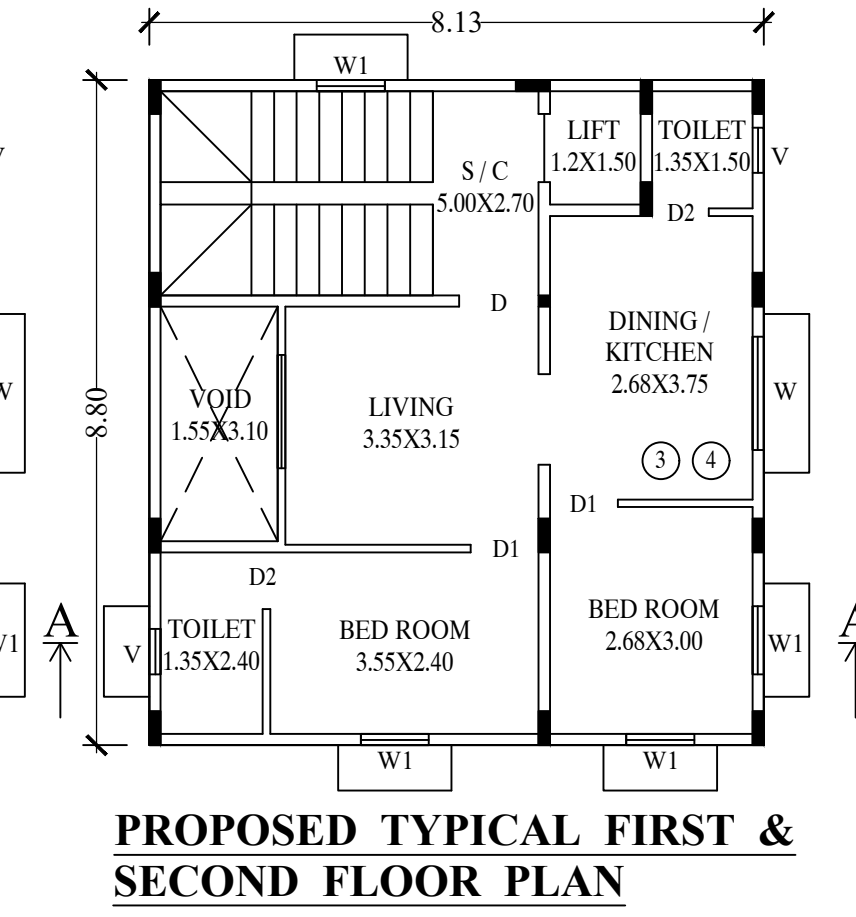 8.13
W1
LIFT
1.2X1.50
TOILET
1.35X1.50
V
V
S / C
5.00X2.70
D2
D
DINING /
KITCHEN
2.68X3.75
W
W
8.80
VOID
1.55X3.10
LIVING
3.35X3.15
3
4
D1
D1
D2
BED ROOM
2.68X3.00
A
A
TOILET
1.35X2.40
BED ROOM
3.55X2.40
W1
V
W1
W1
W1
PROPOSED TYPICAL FIRST &
SECOND FLOOR PLAN